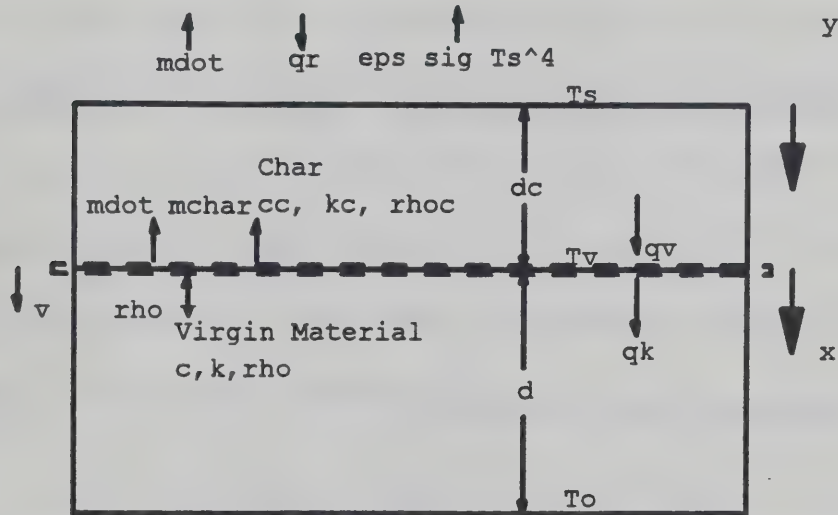 y
mdot qr eps sig Ts^4
Ts
Char
mdot mchar cc, kc, rhoc
dc
Tv qv
v
rho
Virgin Material
c,k,rho
qk
x
d
To